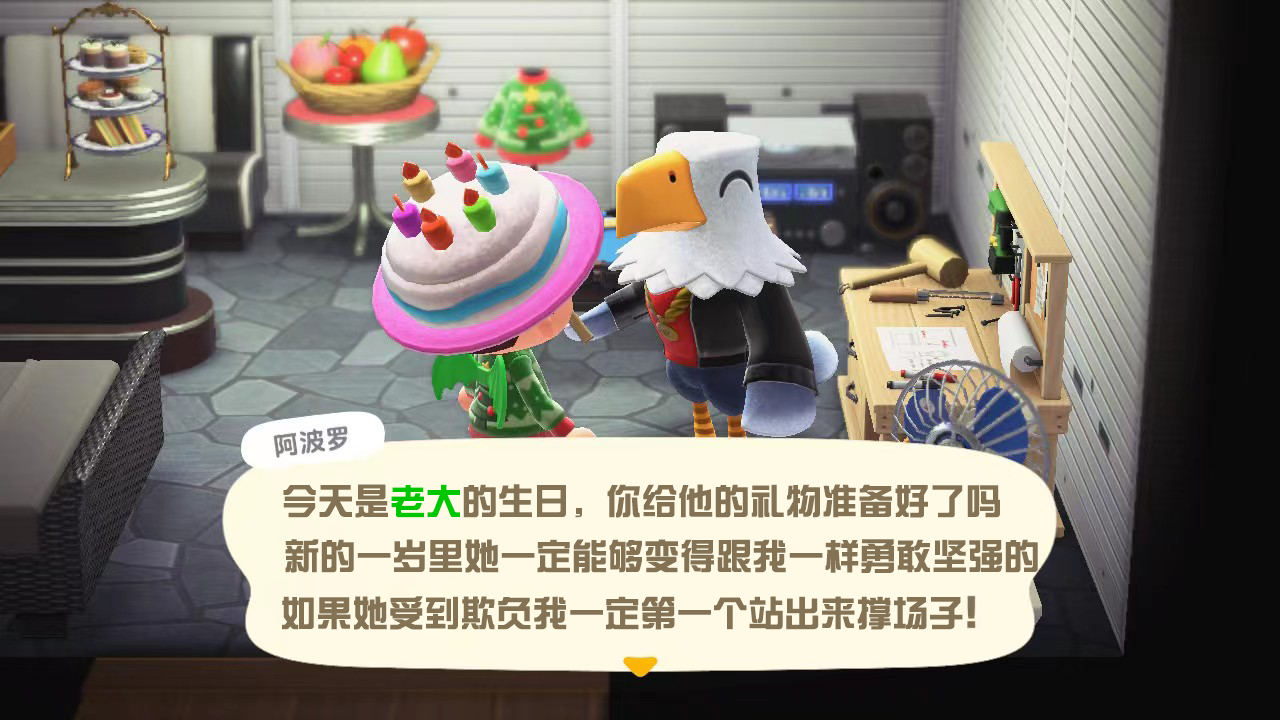 阿波罗
今天是老大的生日，你给他的礼物准备好了吗
新的一岁里她一定能够变得跟我一样勇敢坚强的
如果她受到欺负我一定第一个站出来撑场子！